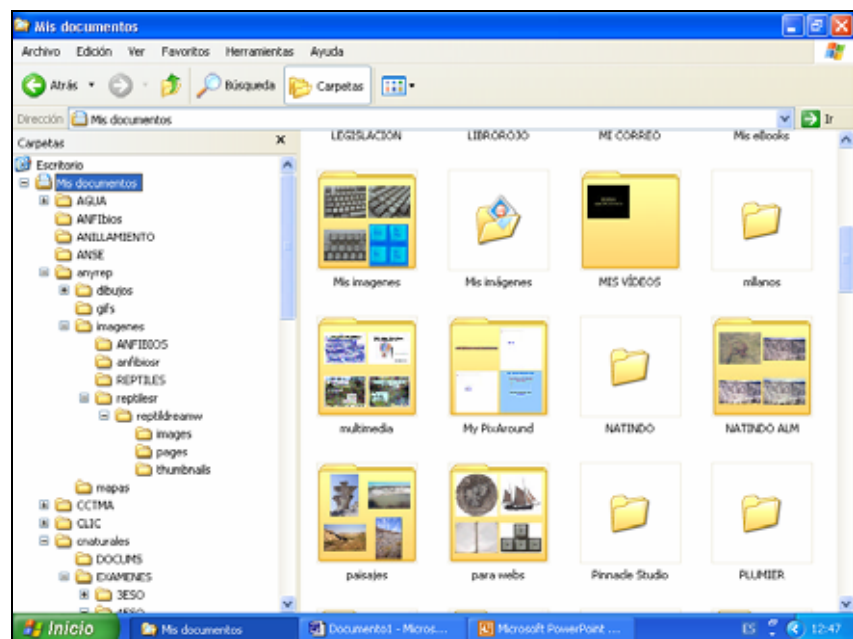 Mis documentos
Archivo Edición Ver Favoritos Herramientas Ayuda
Atrás Búsqueda Carpetas
Dirección Mis documentos Ir
Carpetas x
Escritorio
Mis documentos
AGUA
ANFIbios
ANILLAMIENTO
ANSE
anyrep
dibujos
gifs
imagenes
ANFIBIOS
anfibiosr
REPTILES
reptilesr
reptildreamw
images
pages
thumbnails
mapas
CCTMA
CLIC
cnaturales
DOCUMS
EXAMENES
3ESO
4ESO
LEGISLACION LIBROROJO MI CORREO Mis eBooks
Mis imagenes Mis imágenes MIS VÍDEOS milanos
multimedia My PixAround NATINDO NATINDO ALM
paisajes para webs Pinnacle Studio PLUMIER
Inicio Mis documentos Documento1 - Micros... Microsoft PowerPoint ... ES 12:47